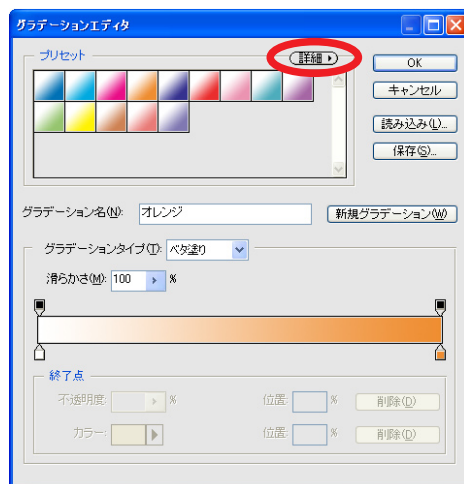 グラデーションエディタ
プリセット
詳細
OK
キャンセル
読み込み(L)...
保存(S)...
グラデーション名(N): オレンジ 新規グラデーション(W)
グラデーションタイプ(T): ベタ塗り
滑らかさ(M): 100 %
終了点
不透明度: % 位置: % 削除(D)
カラー: 位置: % 削除(D)